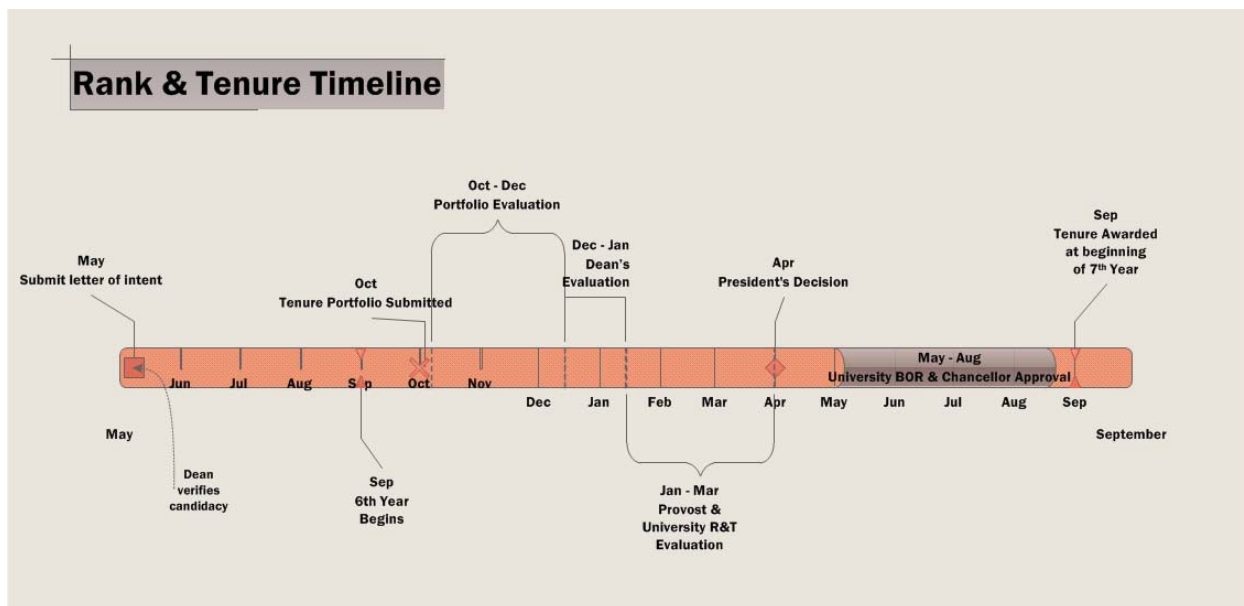 Rank & Tenure Timeline
Oct - Dec
Portfolio Evaluation
Sep
Tenure Awarded
at beginning
of 7th Year
Dec - Jan
Dean's
Evaluation
May
Submit letter of intent
Apr
President's Decision
Oct
Tenure Portfolio Submitted
May - Aug
University BOR & Chancellor Approval
Jun Jul Aug Sep Oct Nov
Dec Jan Feb Mar Apr May Jun Jul Aug Sep
May
September
Dean
verifies
candidacy
Sep
6th Year
Begins
Jan - Mar
Provost &
University R&T
Evaluation